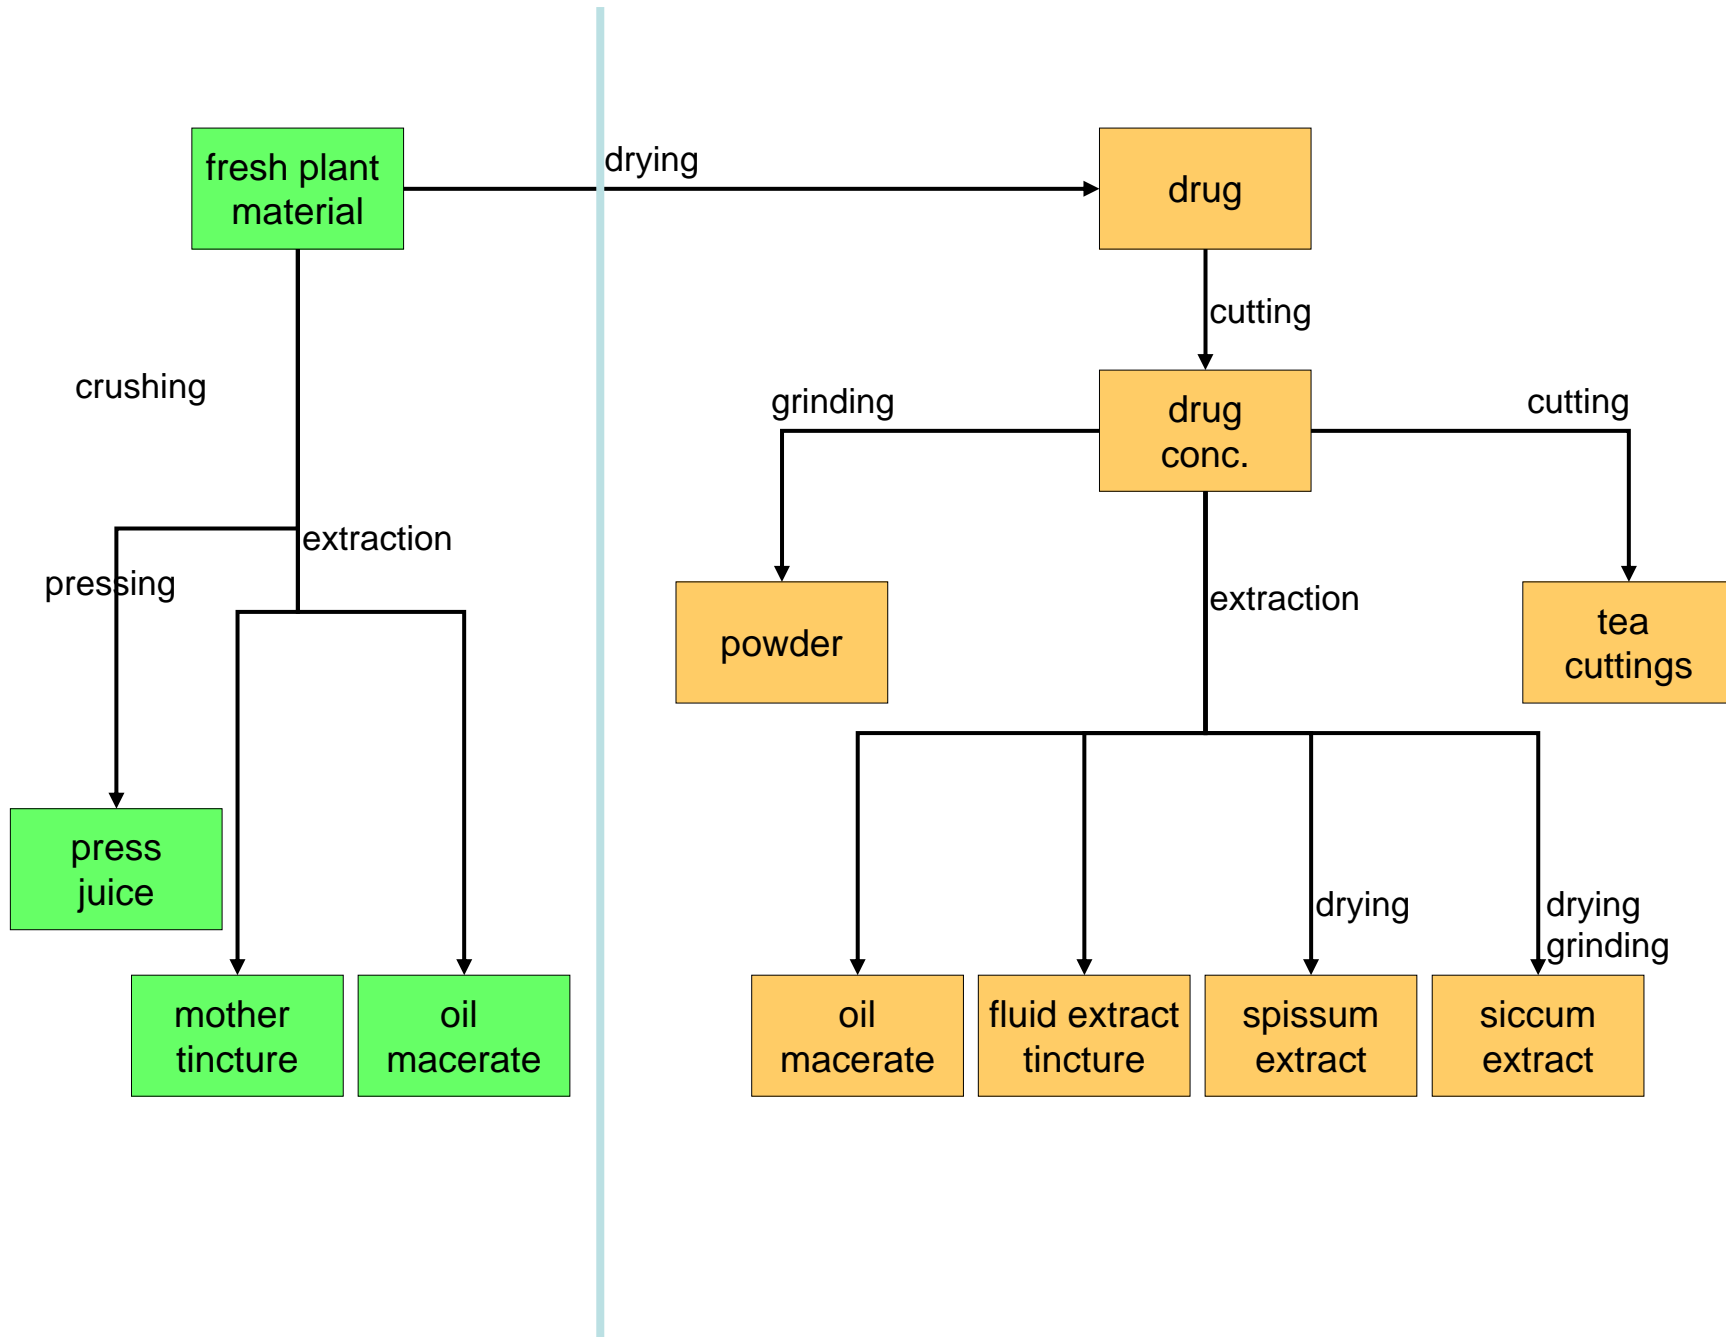 fresh plant
material
drying
drug
cutting
crushing
grinding
drug
conc.
cutting
extraction
pressing
extraction
powder
tea
cuttings
press
juice
drying
drying
grinding
mother
tincture
oil
macerate
oil
macerate
fluid extract
tincture
spissum
extract
siccum
extract